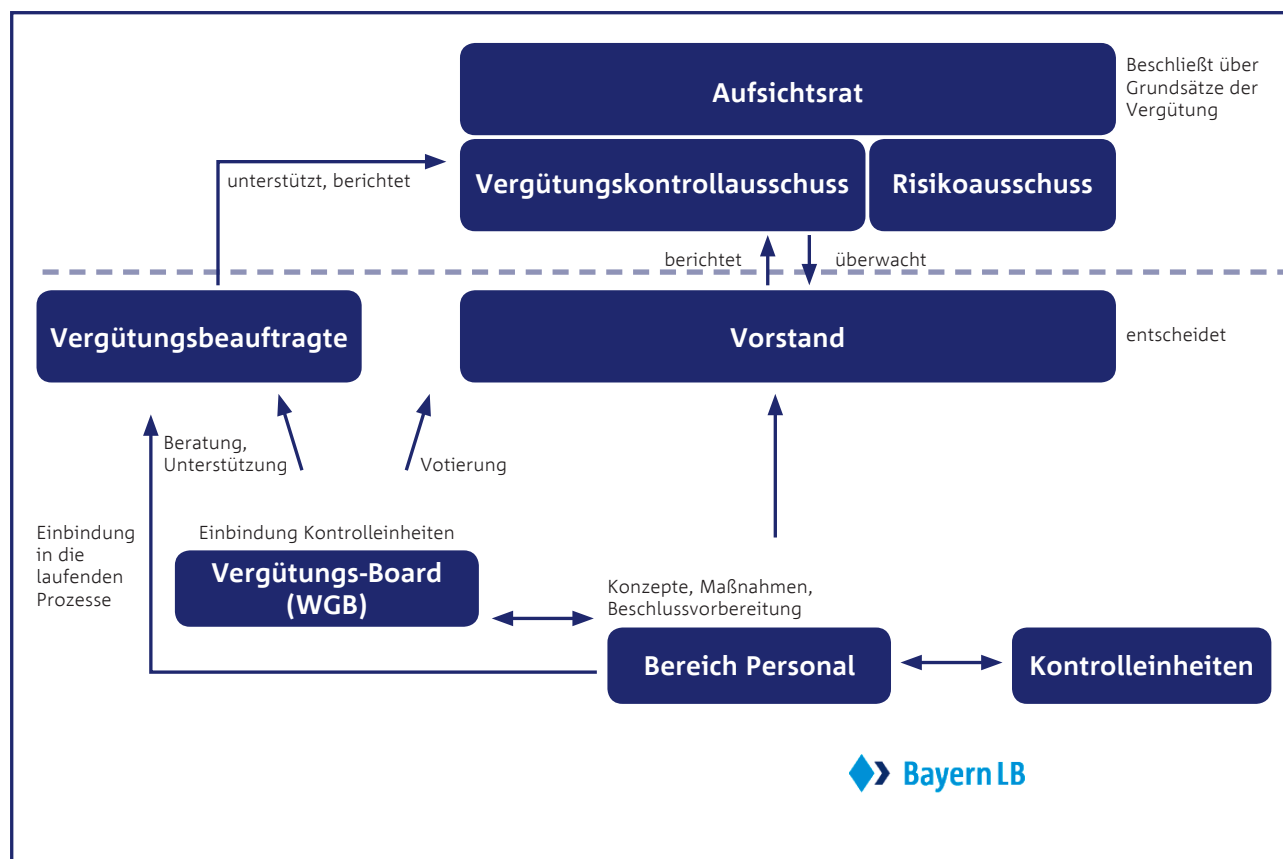 Aufsichtsrat
Beschließt über
Grundsätze der
Vergütung
unterstützt, berichtet
Vergütungskontrollausschuss
Risikoausschuss
berichtet
überwacht
Vergütungsbeauftragte
Vorstand
entscheidet
Beratung,
Unterstützung
Votierung
Einbindung
in die
laufenden
Prozesse
Einbindung Kontrolleinheiten
Vergütungs-Board
(WGB)
Konzepte, Maßnahmen,
Beschlussvorbereitung
Bereich Personal
Kontrolleinheiten
Bayern LB